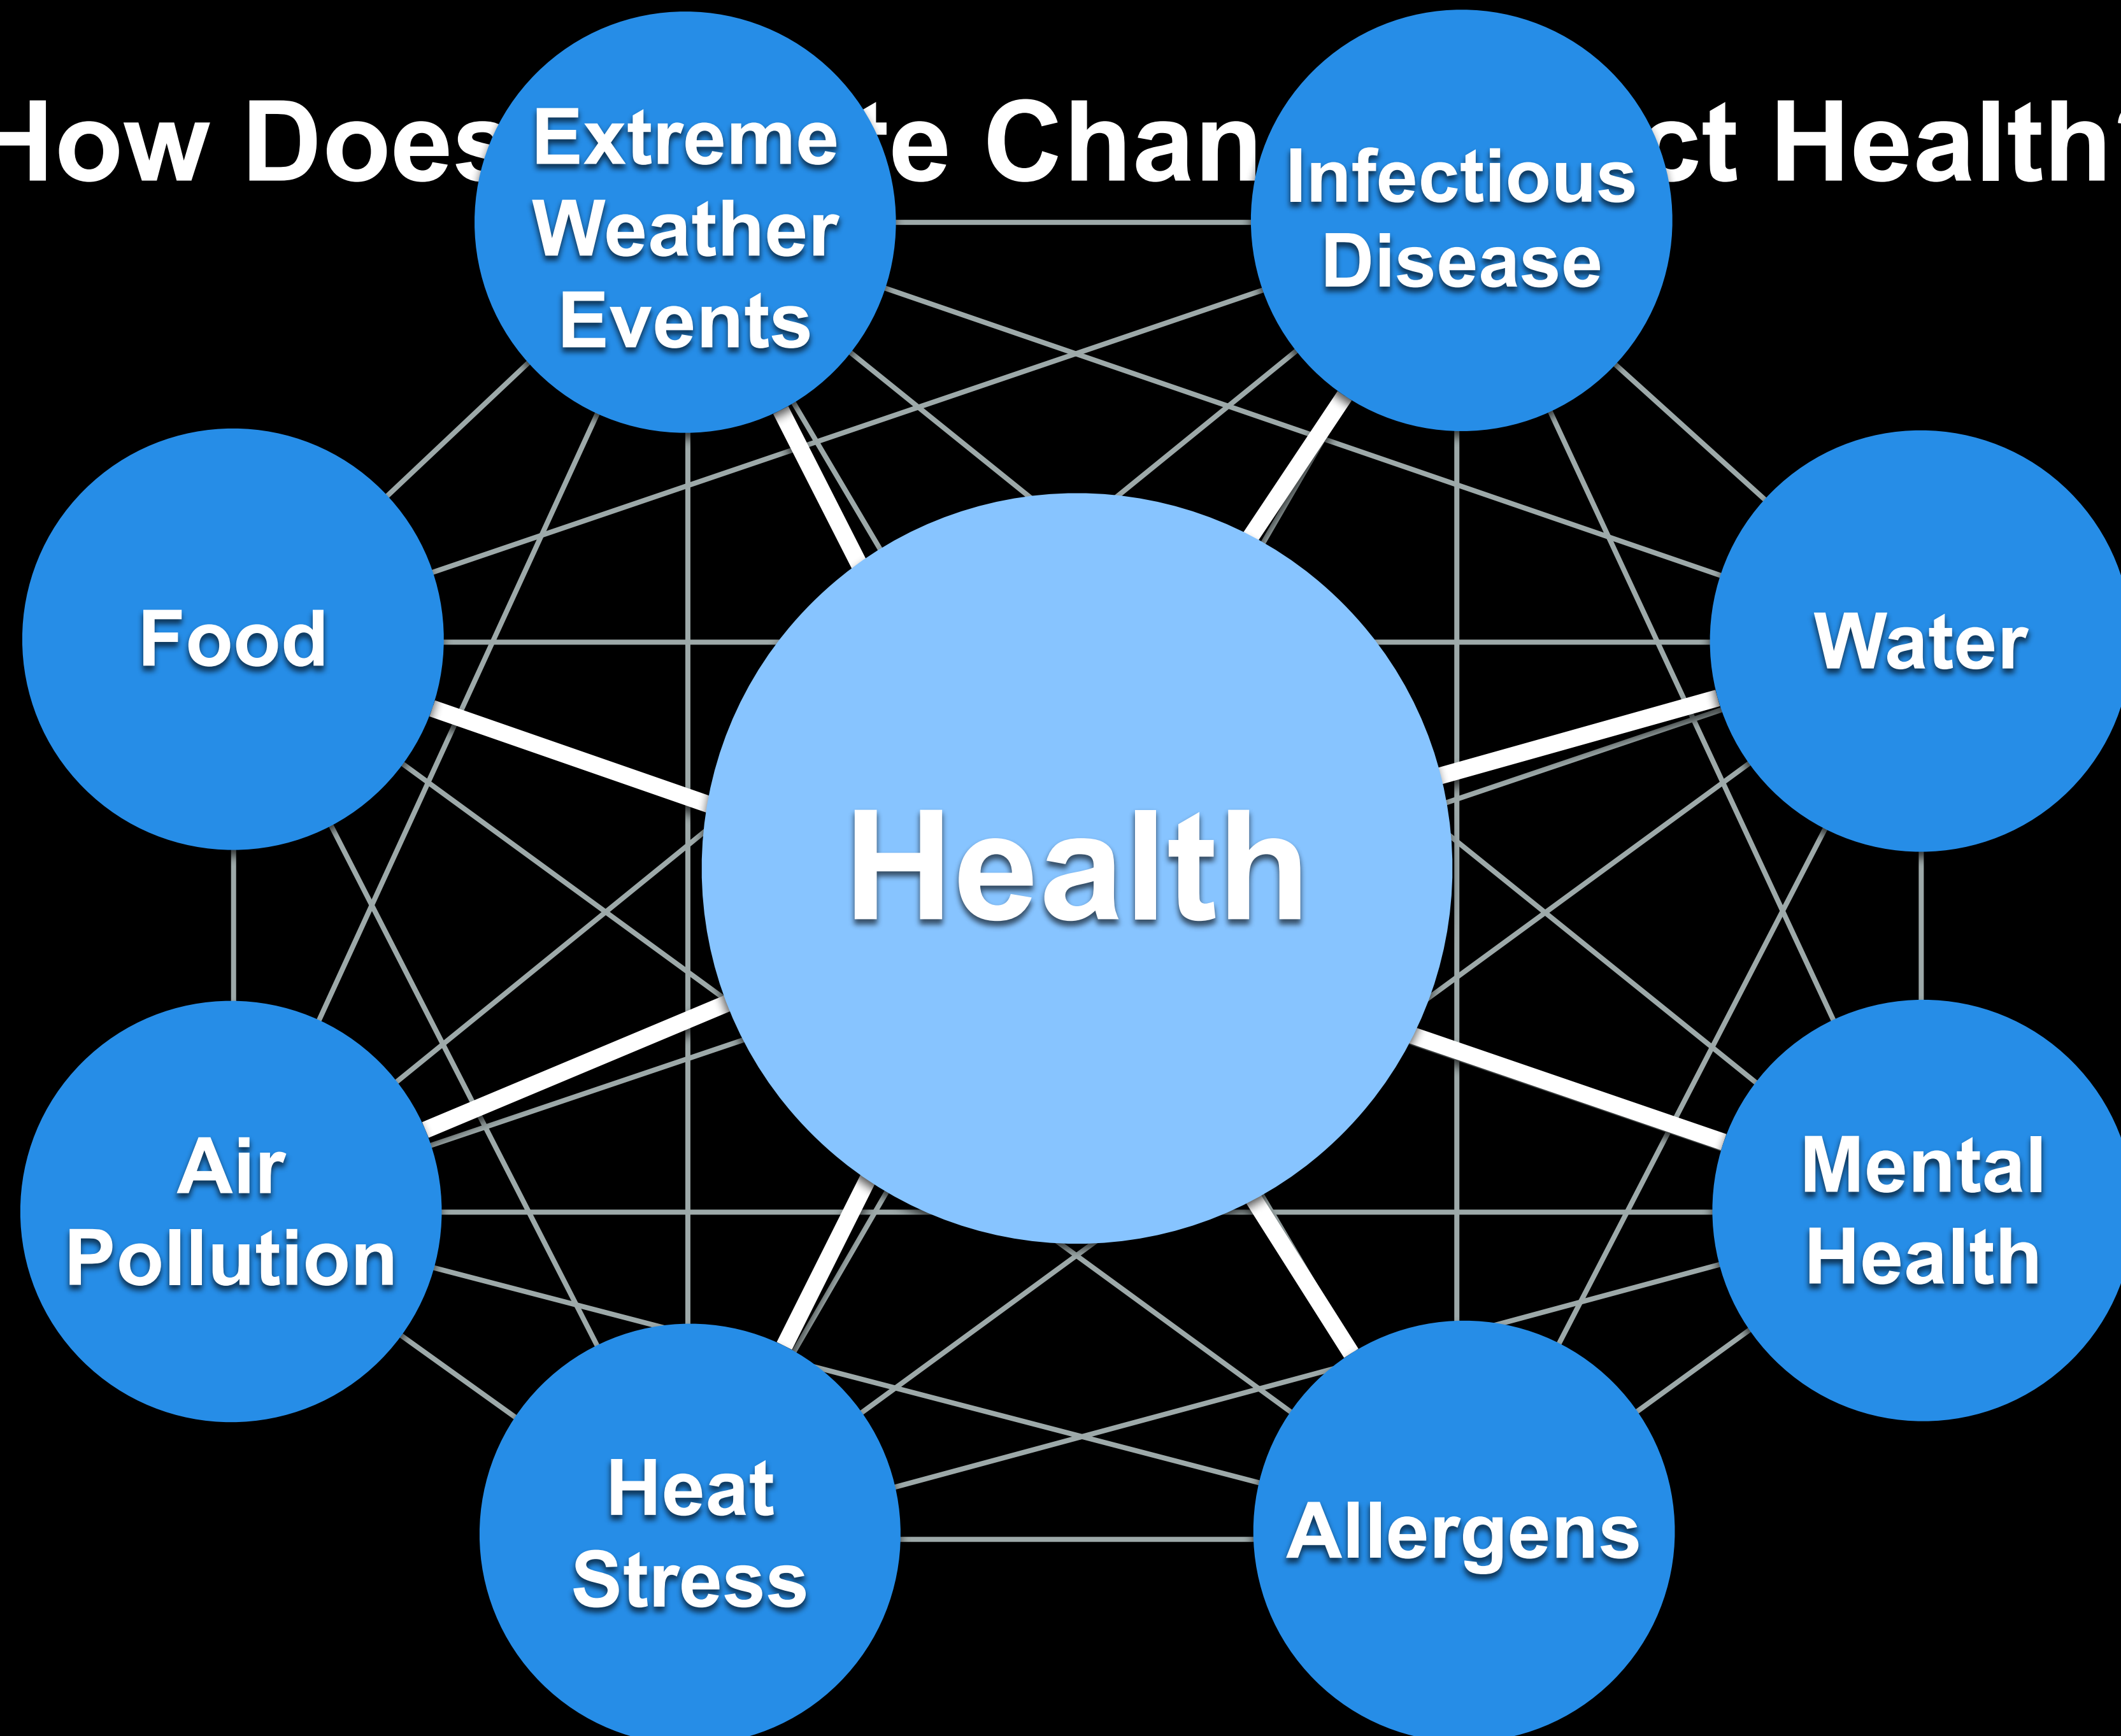 How Does te Chan ct Health?
Extreme
Weather
Events
Infectious
Disease
Food
Water
Health
Air
Pollution
Mental
Health
Heat
Stress
Allergens